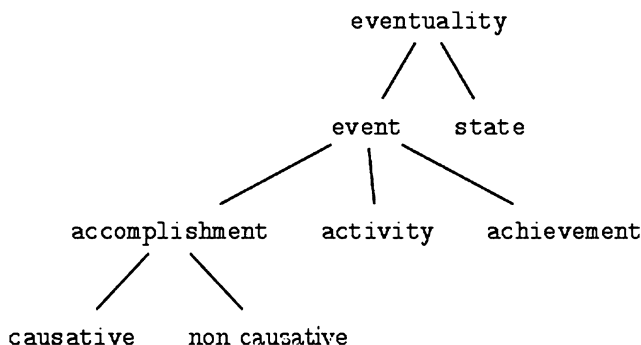 eventuality
event state
accomplishment activity achievement
causative non causative